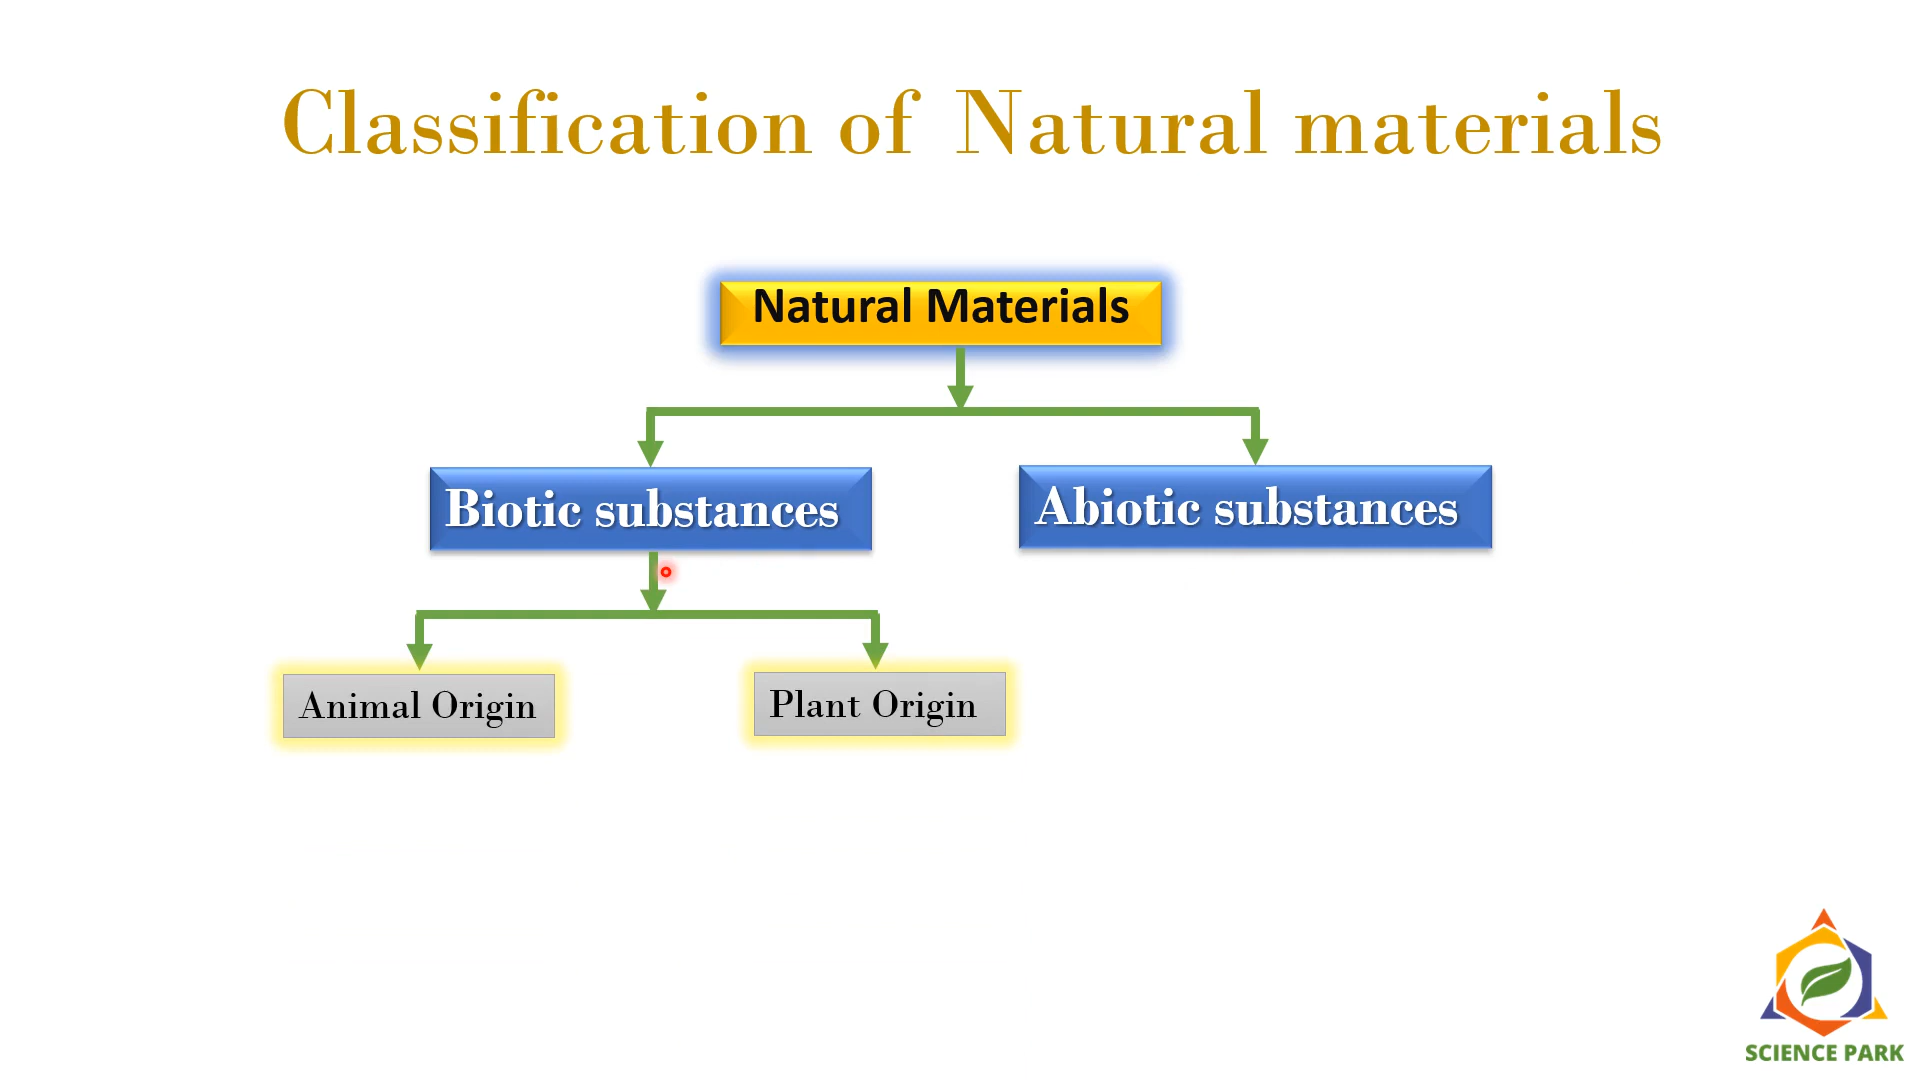 Classification of Natural materials
Natural Materials
Biotic substances
Abiotic substances
Animal Origin
Plant Origin
SCIENCE PARK